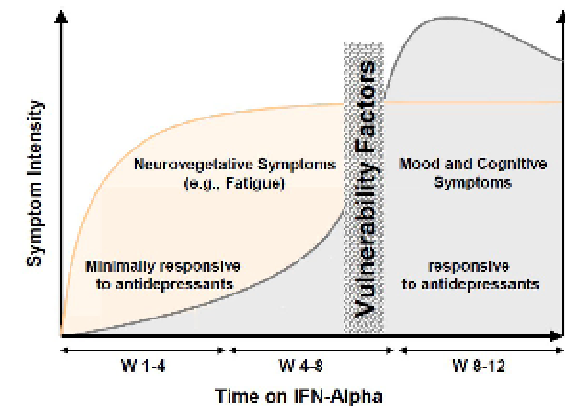 Symptom Intensity
Neurovegetative Symptoms
(e.g., Fatigue)
Minimally responsive
to antidepressants
Vulnerability Factors
Mood and Cognitive
Symptoms
responsive
to antidepressants
W 1-4
W 4-8
W 8-12
Time on IFN-Alpha